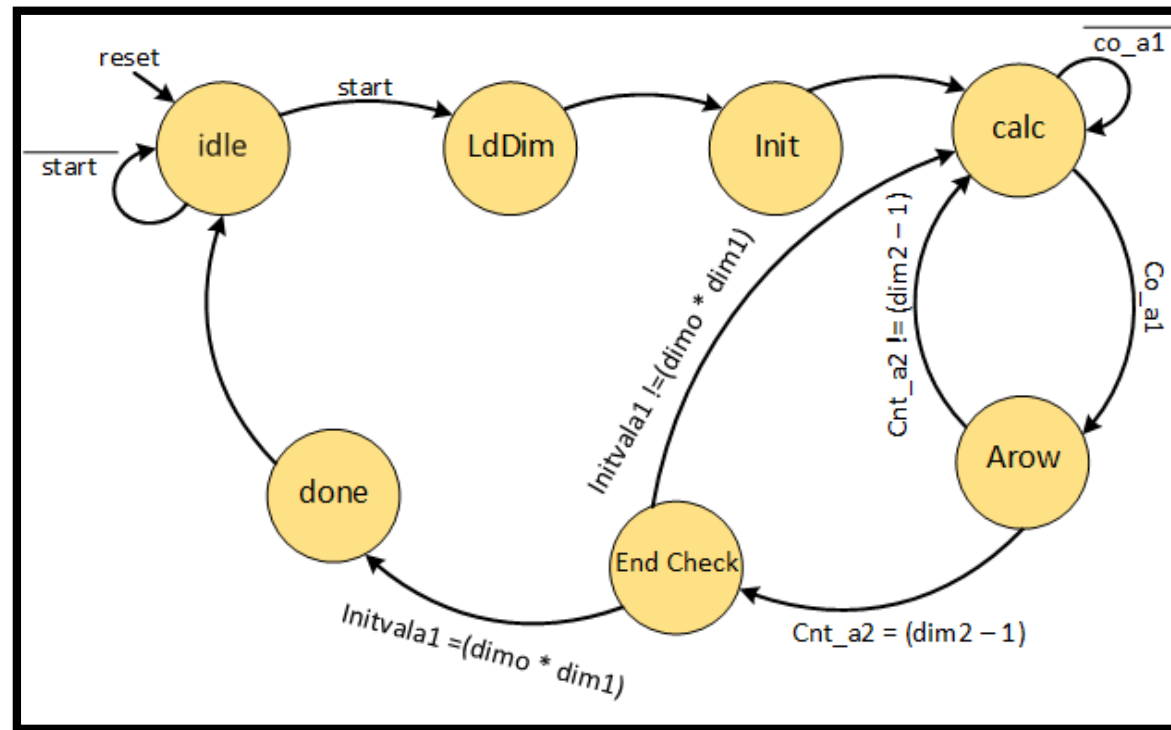 reset
start
co_a1
idle
LdDim
Init
calc
start
Initvala1 !=(dimo * dim1)
Cnt_a2 != (dim2 – 1)
Co_a1
Arow
done
End Check
Initvala1 =(dimo * dim1)
Cnt_a2 = (dim2 – 1)